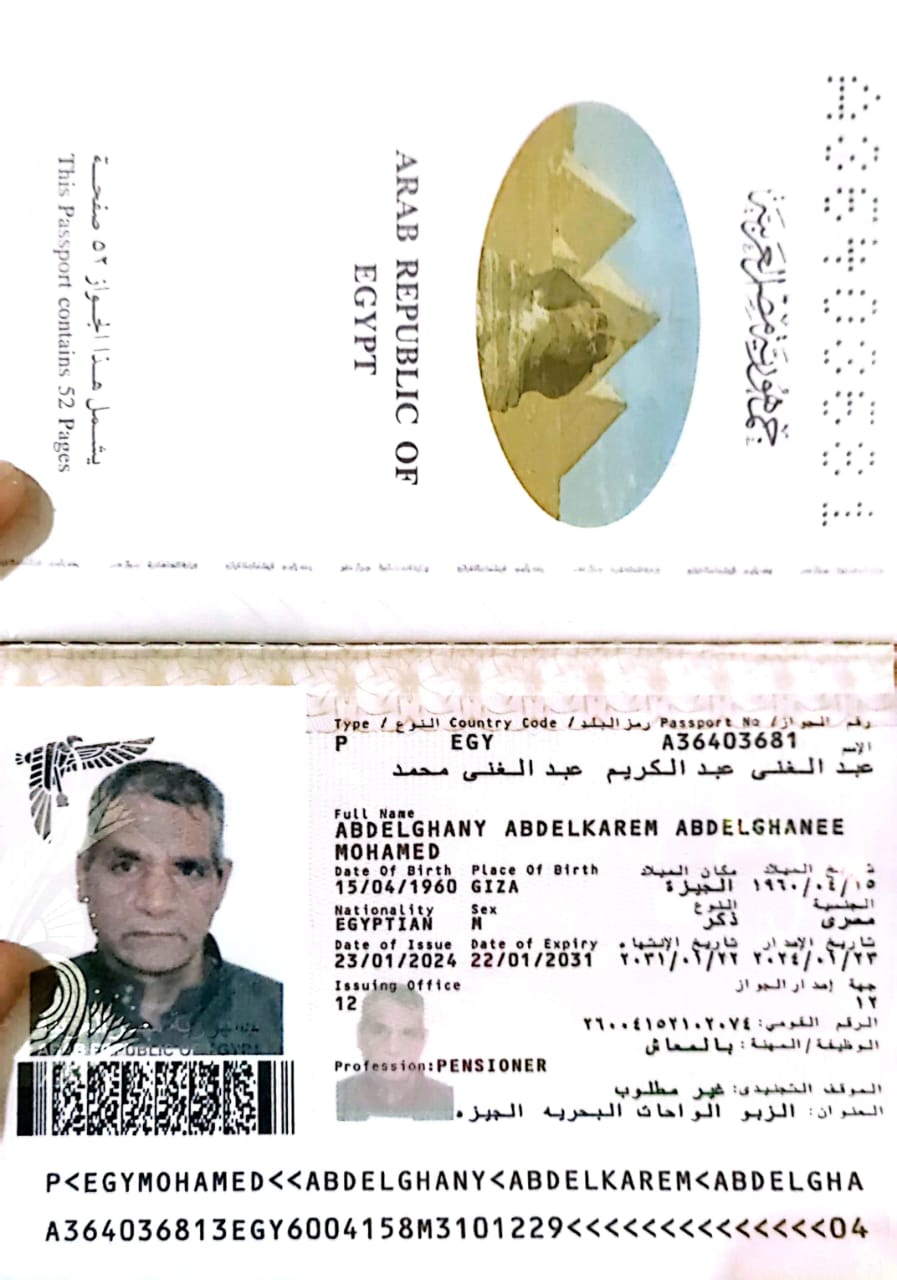 A36403681
جمهورية مصر العربية
ARAB REPUBLIC OF
EGYPT
يشمل هذا الجواز ٥٢ صفحة
This Passport contains 52 Pages
Type / النوع Country Code / رمز البلد Passport No / رقم الجواز
P EGY A36403681
الإسم
عبد الغنى عبد الكريم عبد الغنى محمد
Full Name
ABDELGHANY ABDELKAREM ABDELGHANEE
MOHAMED
Date Of Birth Place Of Birth مكان الميلاد تاريخ الميلاد
15/04/1960 GIZA الجيزة ١٩٦٠/٠٤/١٥
Nationality Sex النوع الجنسية
EGYPTIAN M ذكر مصرى
Date of Issue Date of Expiry تاريخ الإنتهاء تاريخ الإصدار
23/01/2024 22/01/2031 ٢٠٣١/٠١/٢٢ ٢٠٢٤/٠١/٢٣
Issuing Office جهة إصدار الجواز
12 ١٢
الرقم القومي: ٢٦٠٠٤١٥٢١٠٢٠٧٤
الوظيفة/المهنة: بالمعاش
Profession:PENSIONER
الموقف التجنيدى: غير مطلوب
العنوان: الزبو الواحات البحريه الجيزه
ARAB REPUBLIC OF EGYPT
P<EGYMOHAMED<<ABDELGHANY<ABDELKAREM<ABDELGHA
A364036813EGY6004158M3101229<<<<<<<<<<<<<<04